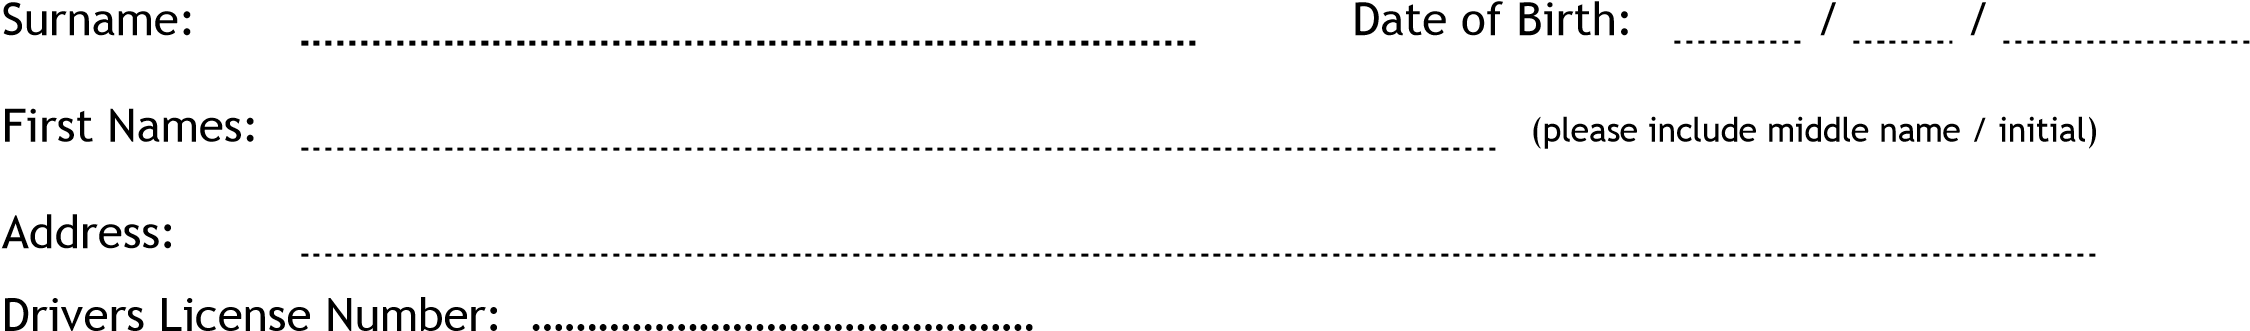 Surname: ........................................ Date of Birth: ........ / ........ / ................
First Names: ........................................ (please include middle name / initial)
Address: ........................................
Drivers License Number: ........................................